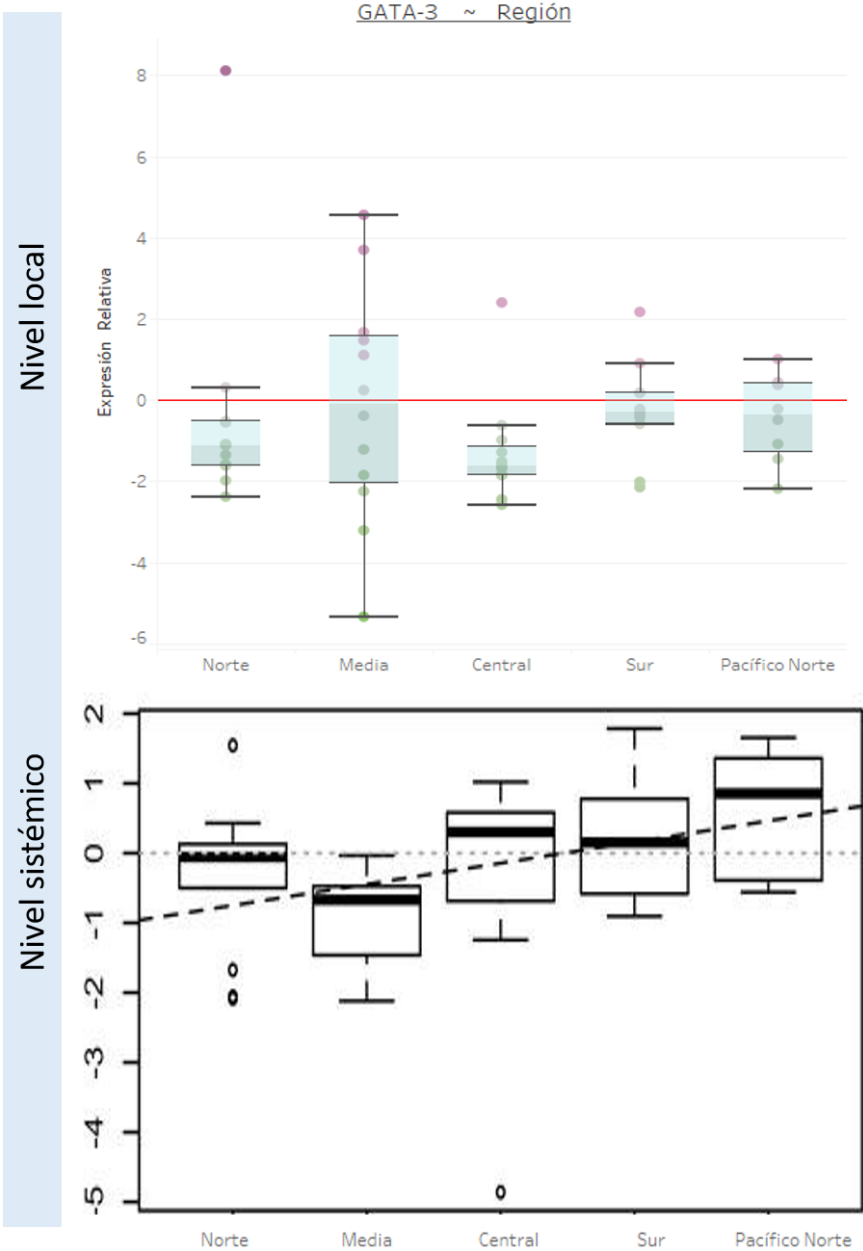 GATA-3 ~ Región
Nivel local
Expresión Relativa
8
6
4
2
0
-2
-4
-6
Norte Media Central Sur Pacífico Norte
Nivel sistémico
2
1
0
-1
-2
-3
-4
-5
Norte Media Central Sur Pacífico Norte